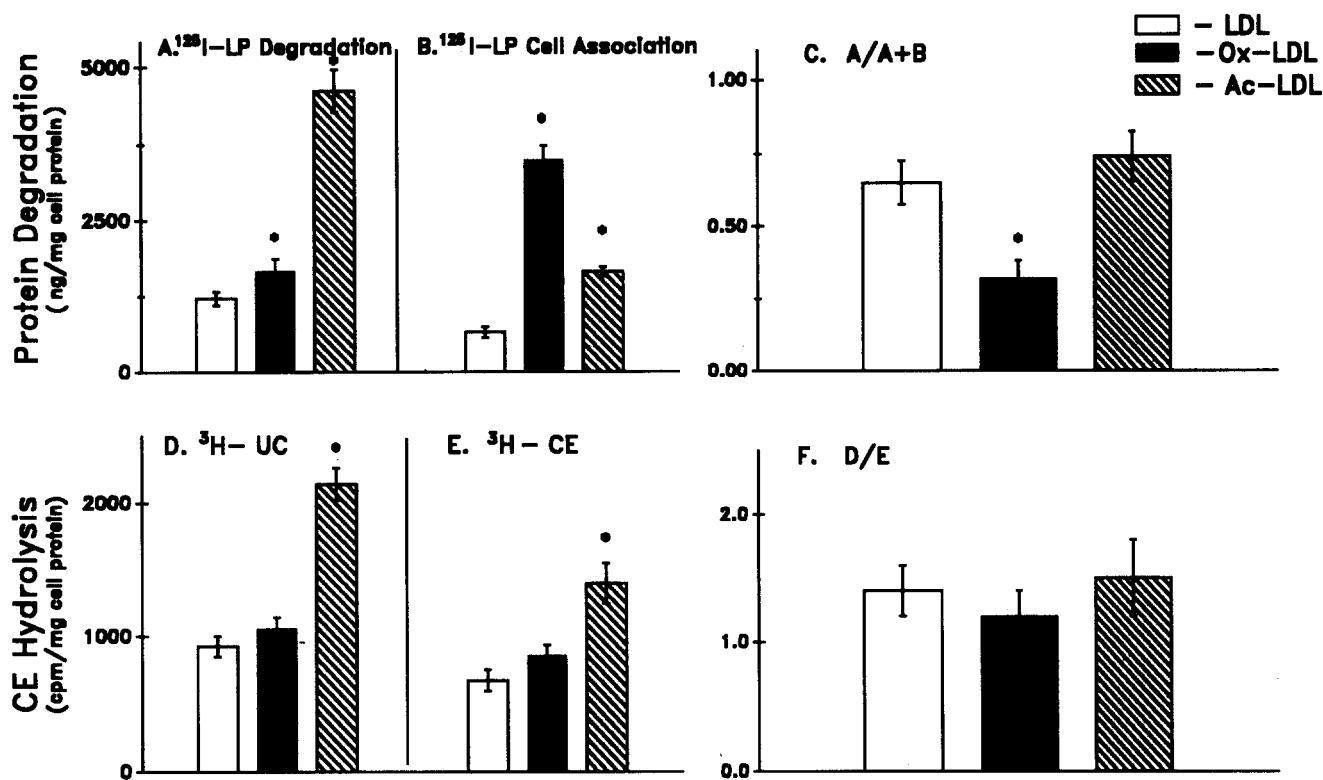 A. ¹²⁵I-LP Degradation
B. ¹²⁵I-LP Cell Association
C. A/A+B
- LDL
-Ox-LDL
- Ac-LDL
Protein Degradation
(ng/mg cell protein)
5000
2500
0
*
*
*
*
1.00
0.50
0.00
*
D. ³H- UC
E. ³H- CE
F. D/E
CE Hydrolysis
(cpm/mg cell protein)
2000
1000
0
*
*
2.0
1.0
0.0